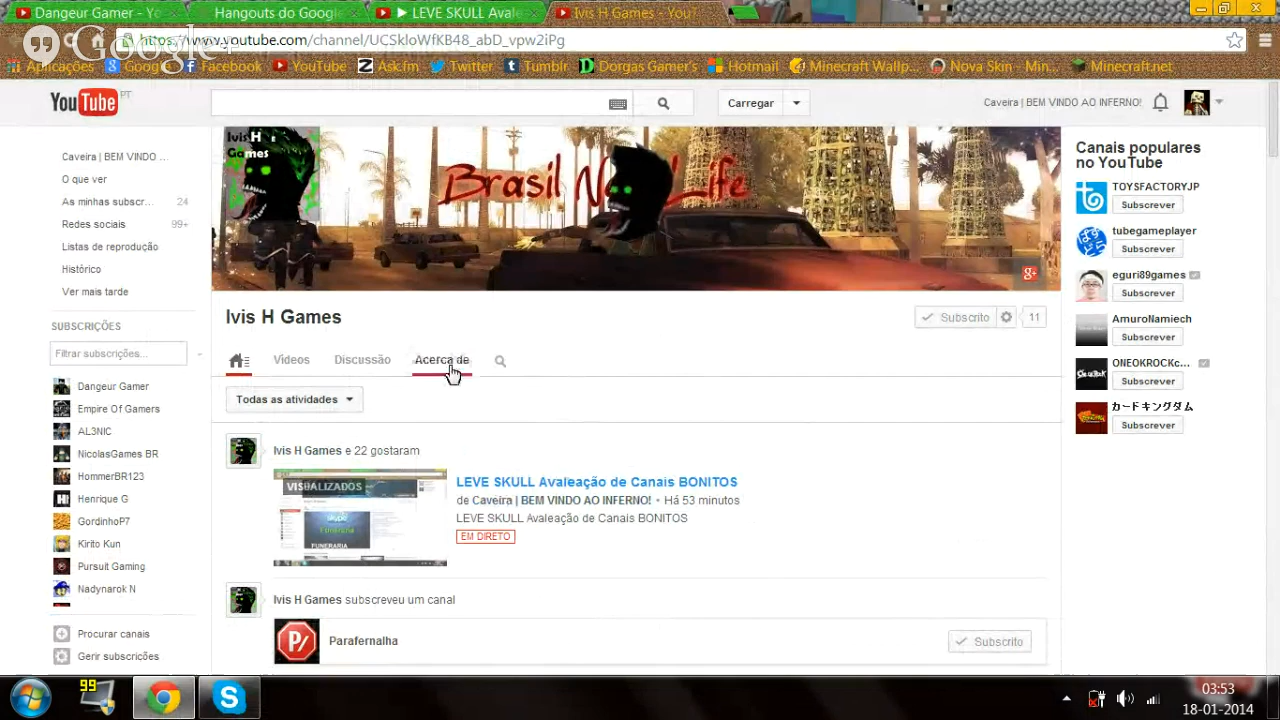 Dangeur Gamer - Yo
Hangouts do Google
▶ LEVE SKULL Aval
Ivis H Games - You
Google+
https://www.youtube.com/channel/UCSkloWfKB48_abD_vpw2iPg
Aplicações
Goog
Facebook
YouTube
Ask.fm
Twitter
Tumblr
Dorgas Gamer's
Hotmail
Minecraft Wallp...
Nova Skin - Min...
Minecraft.net
YouTube PT
Carregar
Caveira | BEM VINDO AO INFERNO!
Caveira | BEM VINDO ...
O que ver
As minhas subscr... 24
Redes sociais 99+
Listas de reprodução
Histórico
Ver mais tarde
SUBSCRIÇÕES
Filtrar subscrições...
Dangeur Gamer
Empire Of Gamers
AL3NIC
NicolasGames BR
HommerBR123
Henrique G
GordinhoP7
Kirito Kun
Pursuit Gaming
Nadynarok N
Procurar canais
Gerir subscrições
IvisH
Games
Brasil
Life
g+
Ivis H Games
Subscrito
11
Vídeos
Discussão
Acerca de
Todas as atividades
Ivis H Games e 22 gostaram
VISUALIZADOS
FUNERARIA
LEVE SKULL Avaleação de Canais BONITOS
de Caveira | BEM VINDO AO INFERNO! • Há 53 minutos
LEVE SKULL Avaleação de Canais BONITOS
EM DIRETO
Ivis H Games subscreveu um canal
P/
Parafernalha
Subscrito
Canais populares
no YouTube
TOYSFACTORYJP
Subscrever
tubegameplayer
Subscrever
eguri89games
Subscrever
AmuroNamiech
Subscrever
ONEOKROCKc...
Subscrever
カードキングダム
Subscrever
99
03:53
18-01-2014